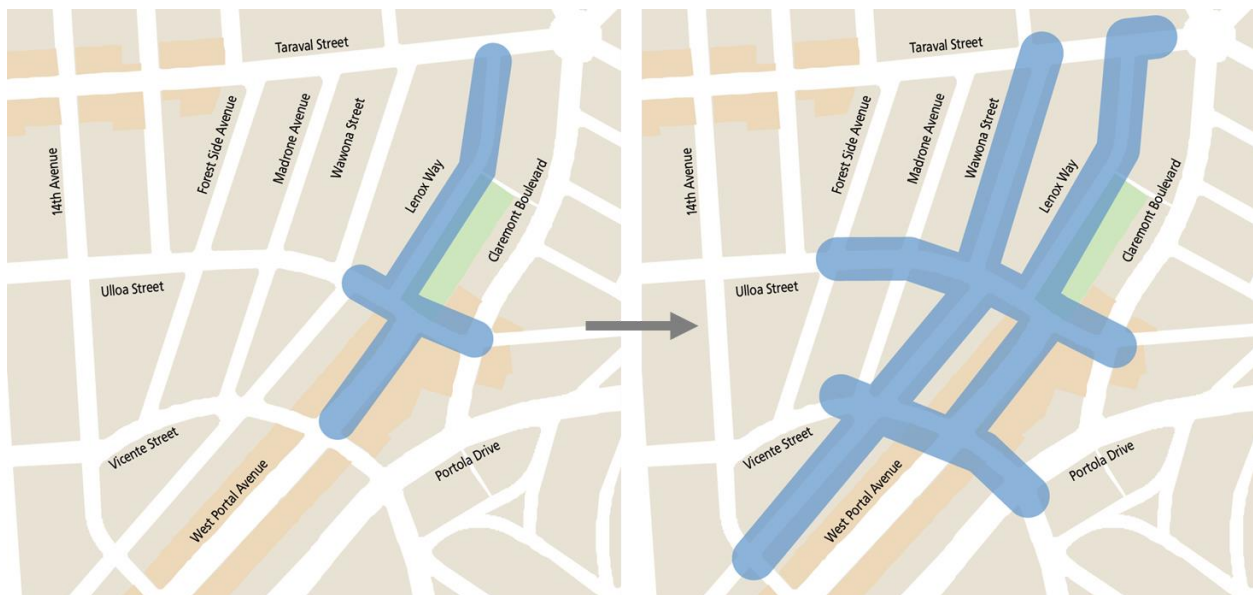 Taraval Street
Forest Side Avenue
Madrone Avenue
Wawona Street
14th Avenue
Lenox Way
Claremont Boulevard
Ulloa Street
Vicente Street
West Portal Avenue
Portola Drive
Taraval Street
Forest Side Avenue
Madrone Avenue
Wawona Street
14th Avenue
Lenox Way
Claremont Boulevard
Ulloa Street
Vicente Street
West Portal Avenue
Portola Drive